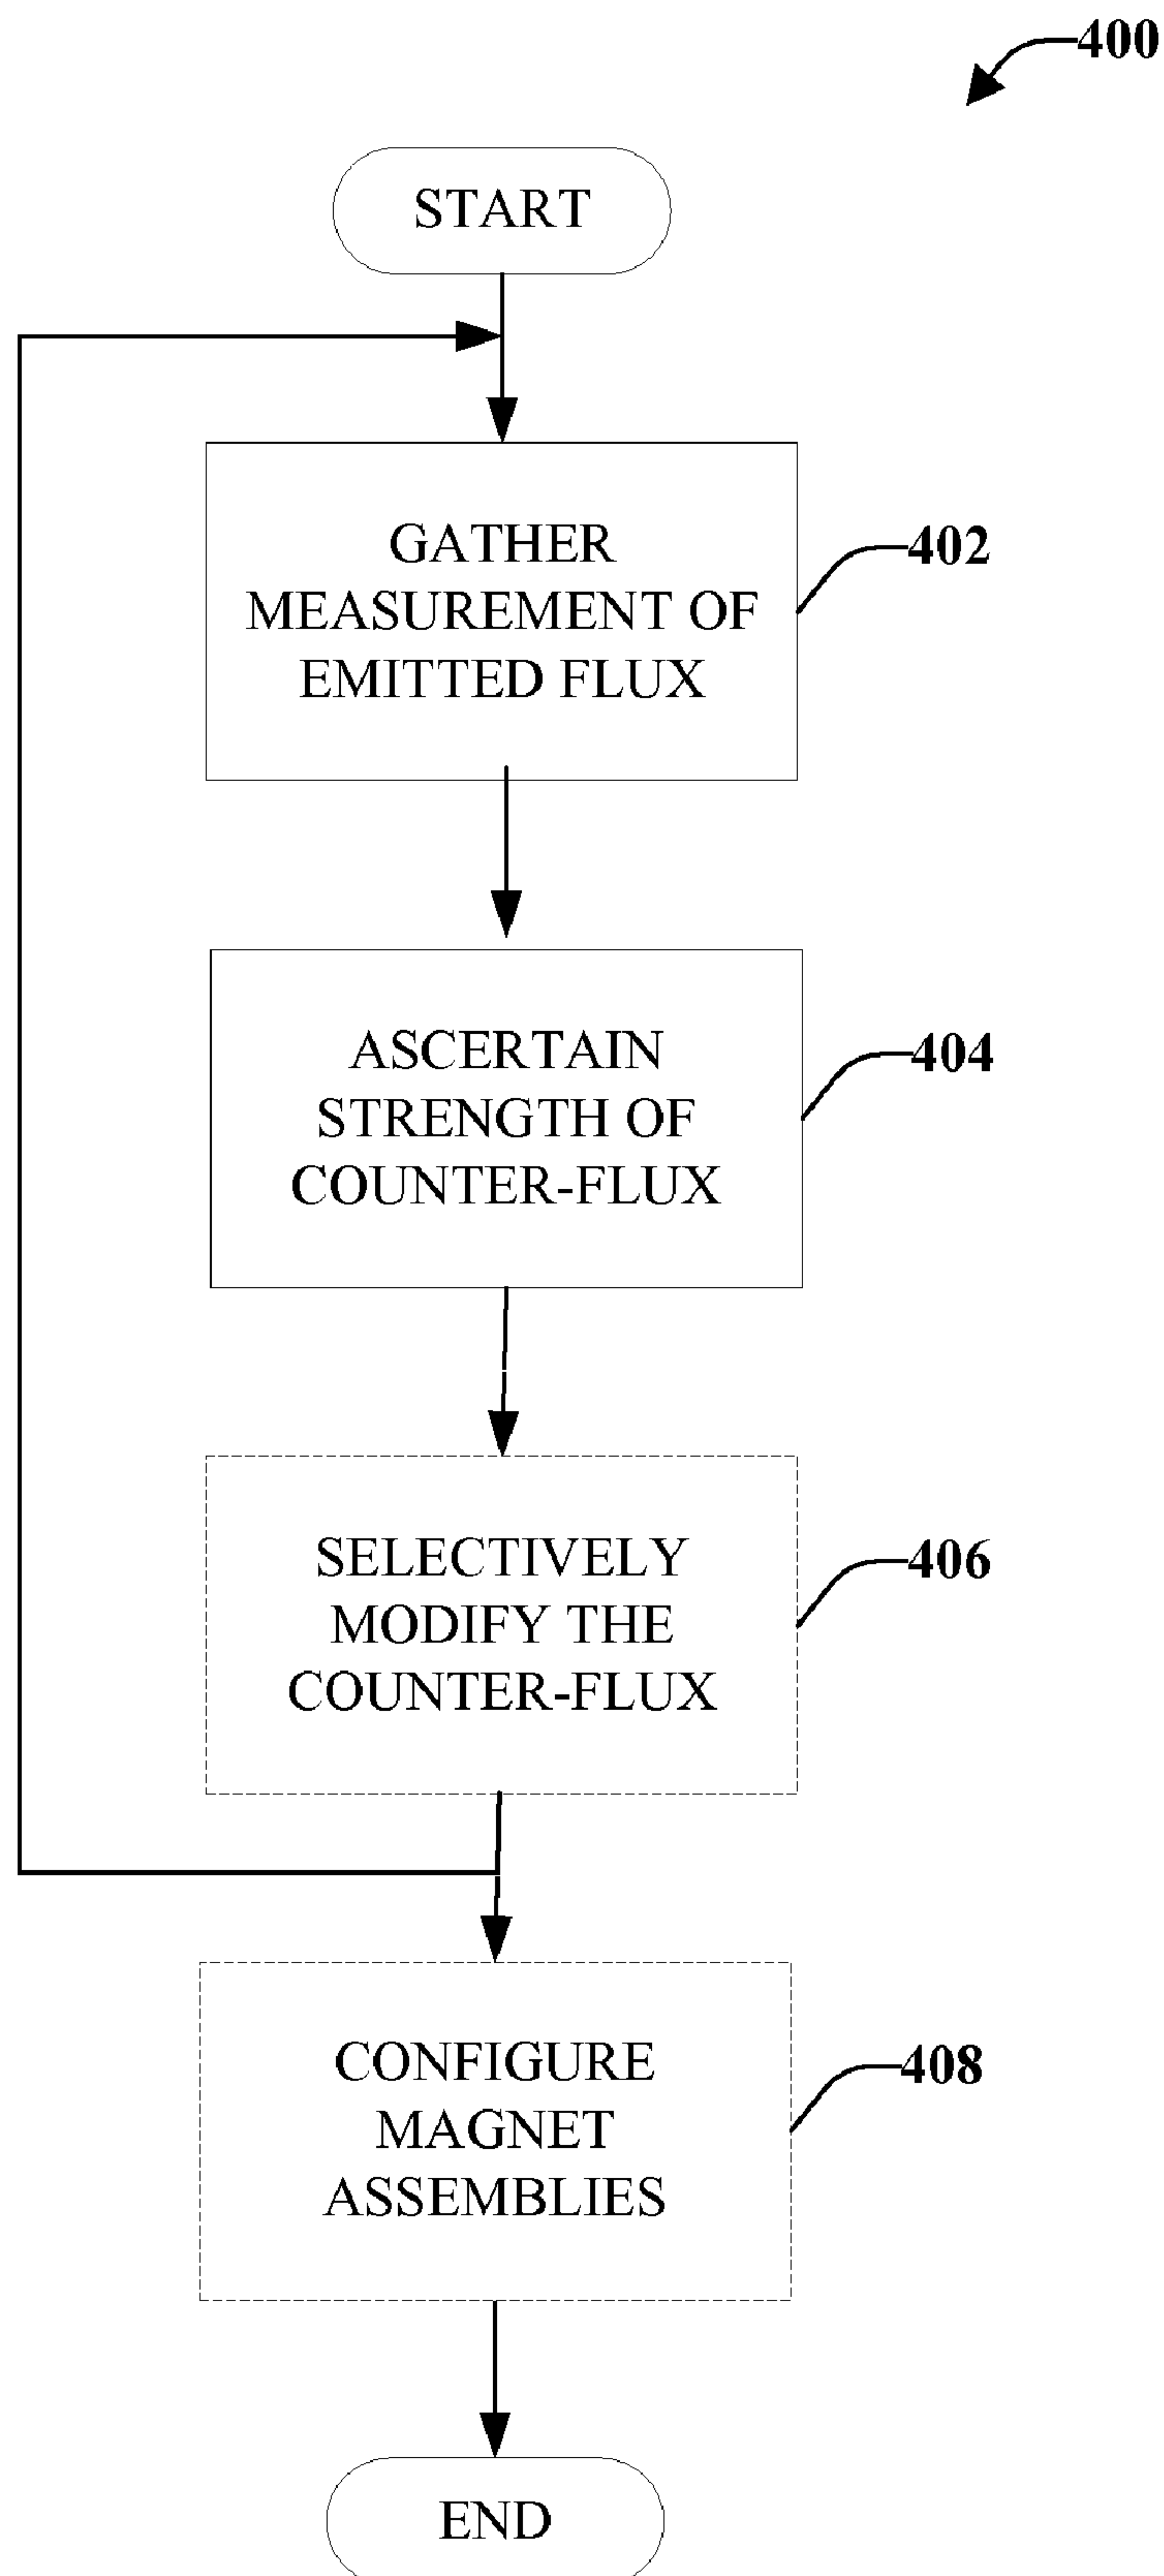 400
START
GATHER
MEASUREMENT OF
EMITTED FLUX
402
ASCERTAIN
STRENGTH OF
COUNTER-FLUX
404
SELECTIVELY
MODIFY THE
COUNTER-FLUX
406
CONFIGURE
MAGNET
ASSEMBLIES
408
END